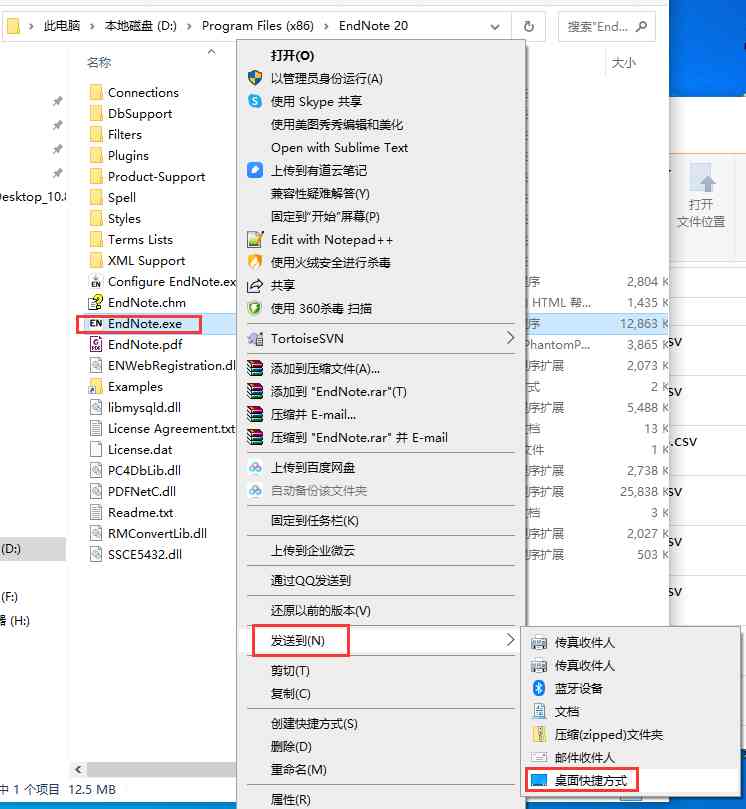 此电脑 › 本地磁盘 (D:) › Program Files (x86) › EndNote 20
搜索"End...
名称
大小
Connections
DbSupport
Filters
Plugins
Product-Support
Spell
Styles
Terms Lists
XML Support
Configure EndNote.ex
EndNote.chm
EndNote.exe
EndNote.pdf
ENWebRegistration.dl
Examples
libmysqld.dll
License Agreement.txt
License.dat
PC4DbLib.dll
PDFNetC.dll
Readme.txt
RMConvertLib.dll
SSCE5432.dll
esktop_10.8
(D:)
(F:)
(H:)
中 1 个项目 12.5 MB
打开(O)
以管理员身份运行(A)
使用 Skype 共享
使用美图秀秀编辑和美化
Open with Sublime Text
上传到有道云笔记
兼容性疑难解答(Y)
固定到"开始"屏幕(P)
Edit with Notepad++
使用火绒安全进行杀毒
共享
使用 360杀毒 扫描
TortoiseSVN
添加到压缩文件(A)...
添加到 "EndNote.rar"(T)
压缩并 E-mail...
压缩到 "EndNote.rar" 并 E-mail
上传到百度网盘
自动备份该文件夹
固定到任务栏(K)
上传到企业微云
通过QQ发送到
还原以前的版本(V)
发送到(N)
剪切(T)
复制(C)
创建快捷方式(S)
删除(D)
重命名(M)
属性(R)
序 2,804 K
HTML 帮... 1,435 K
序 12,863 K
PhantomP... 3,865 K
序扩展 2,073 K
式 2 K
序扩展 5,488 K
档 13 K
文件 1 K
序扩展 2,738 K
序扩展 25,838 K
档 3 K
序扩展 2,027 K
序扩展 503 K
打开
文件位置
sv
sv
.csv
sv
sv
sv
传真收件人
传真收件人
蓝牙设备
文档
压缩(zipped)文件夹
邮件收件人
桌面快捷方式